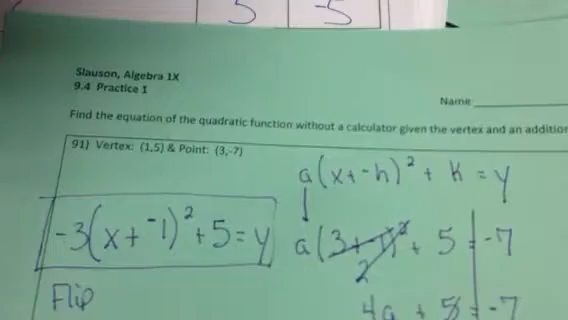 5 -5
Slauson, Algebra 1X
9.4 Practice 1
Name
Find the equation of the quadratic function without a calculator given the vertex and an addition
91) Vertex: (1,5) & Point: (3,-7)
a(x+-h)² + K = y
-3(x+⁻1)²+5=y
a(3+-1)² + 5 = -7
2
Flip
4a + 5 = -7